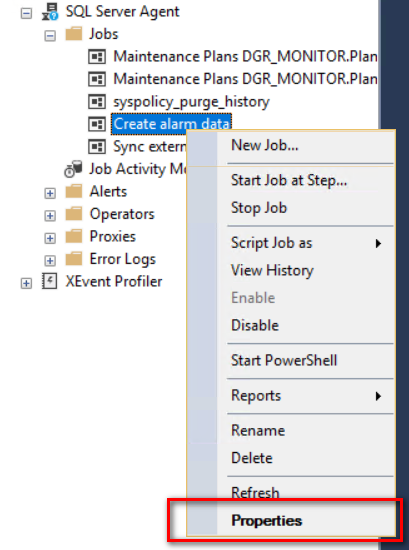 SQL Server Agent
Jobs
Maintenance Plans DGR_MONITOR.Plan
Maintenance Plans DGR_MONITOR.Plan
syspolicy_purge_history
Create alarm data
Sync extern
Job Activity Mo
Alerts
Operators
Proxies
Error Logs
XEvent Profiler
New Job...
Start Job at Step...
Stop Job
Script Job as
View History
Enable
Disable
Start PowerShell
Reports
Rename
Delete
Refresh
Properties